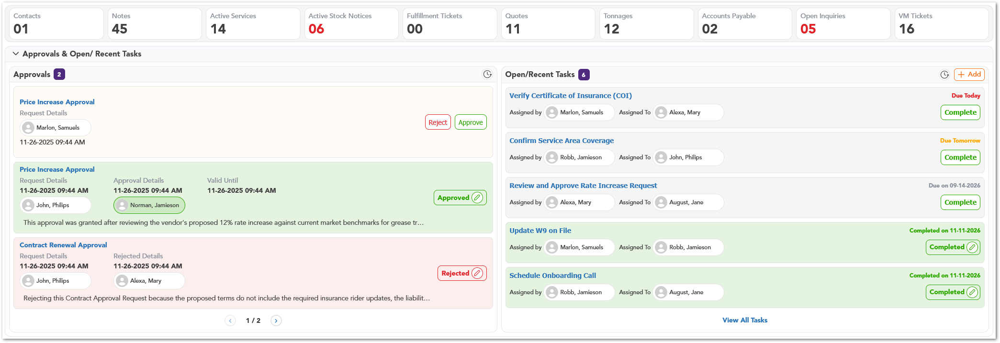 Contacts
01
Notes
45
Active Services
14
Active Stock Notices
06
Fulfillment Tickets
00
Quotes
11
Tonnages
12
Accounts Payable
02
Open Inquiries
05
VM Tickets
16
Approvals & Open/ Recent Tasks
Approvals 2
Price Increase Approval
Request Details
Marlon, Samuels
11-26-2025 09:44 AM
Reject Approve
Price Increase Approval
Request Details Approval Details Valid Until
11-26-2025 09:44 AM 11-26-2025 09:44 AM 11-26-2025 09:44 AM
John, Philips Norman, Jamieson
Approved
This approval was granted after reviewing the vendor's proposed 12% rate increase against current market benchmarks for grease tr…
Contract Renewal Approval
Request Details Rejected Details
11-26-2025 09:44 AM 11-26-2025 09:44 AM
John, Philips Alexa, Mary
Rejected
Rejecting this Contract Approval Request because the proposed terms do not include the required insurance rider updates, the liabilit…
1 / 2
Open/Recent Tasks 6
Add
Verify Certificate of Insurance (COI) Due Today
Assigned by Marlon, Samuels Assigned To Alexa, Mary Complete
Confirm Service Area Coverage Due Tomorrow
Assigned by Robb, Jamieson Assigned To John, Philips Complete
Review and Approve Rate Increase Request Due on 09-14-2026
Assigned by Alexa, Mary Assigned To August, Jane Complete
Update W9 on File Completed on 11-11-2026
Assigned by Marlon, Samuels Assigned To Robb, Jamieson Completed
Schedule Onboarding Call Completed on 11-11-2026
Assigned by Robb, Jamieson Assigned To August, Jane Completed
View All Tasks